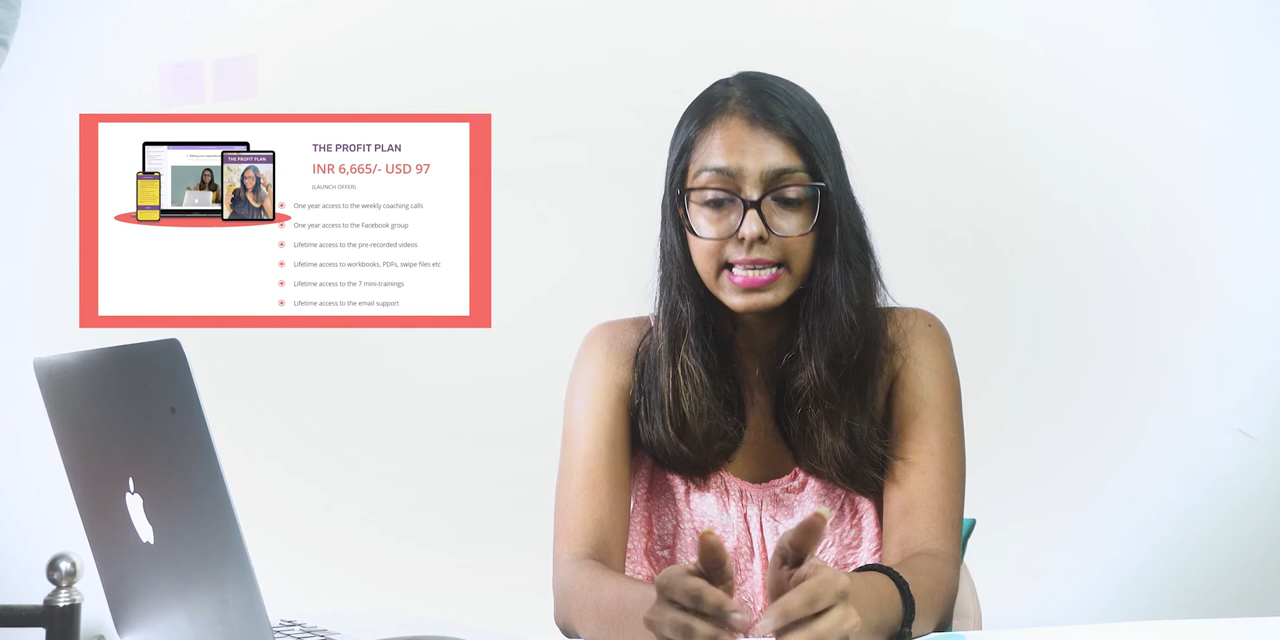 THE PROFIT PLAN
THE PROFIT PLAN
INR 6,665/- USD 97
(LAUNCH OFFER)
One year access to the weekly coaching calls
One year access to the Facebook group
Lifetime access to the pre-recorded videos
Lifetime access to workbooks, PDFs, swipe files etc
Lifetime access to the 7 mini-trainings
Lifetime access to the email support